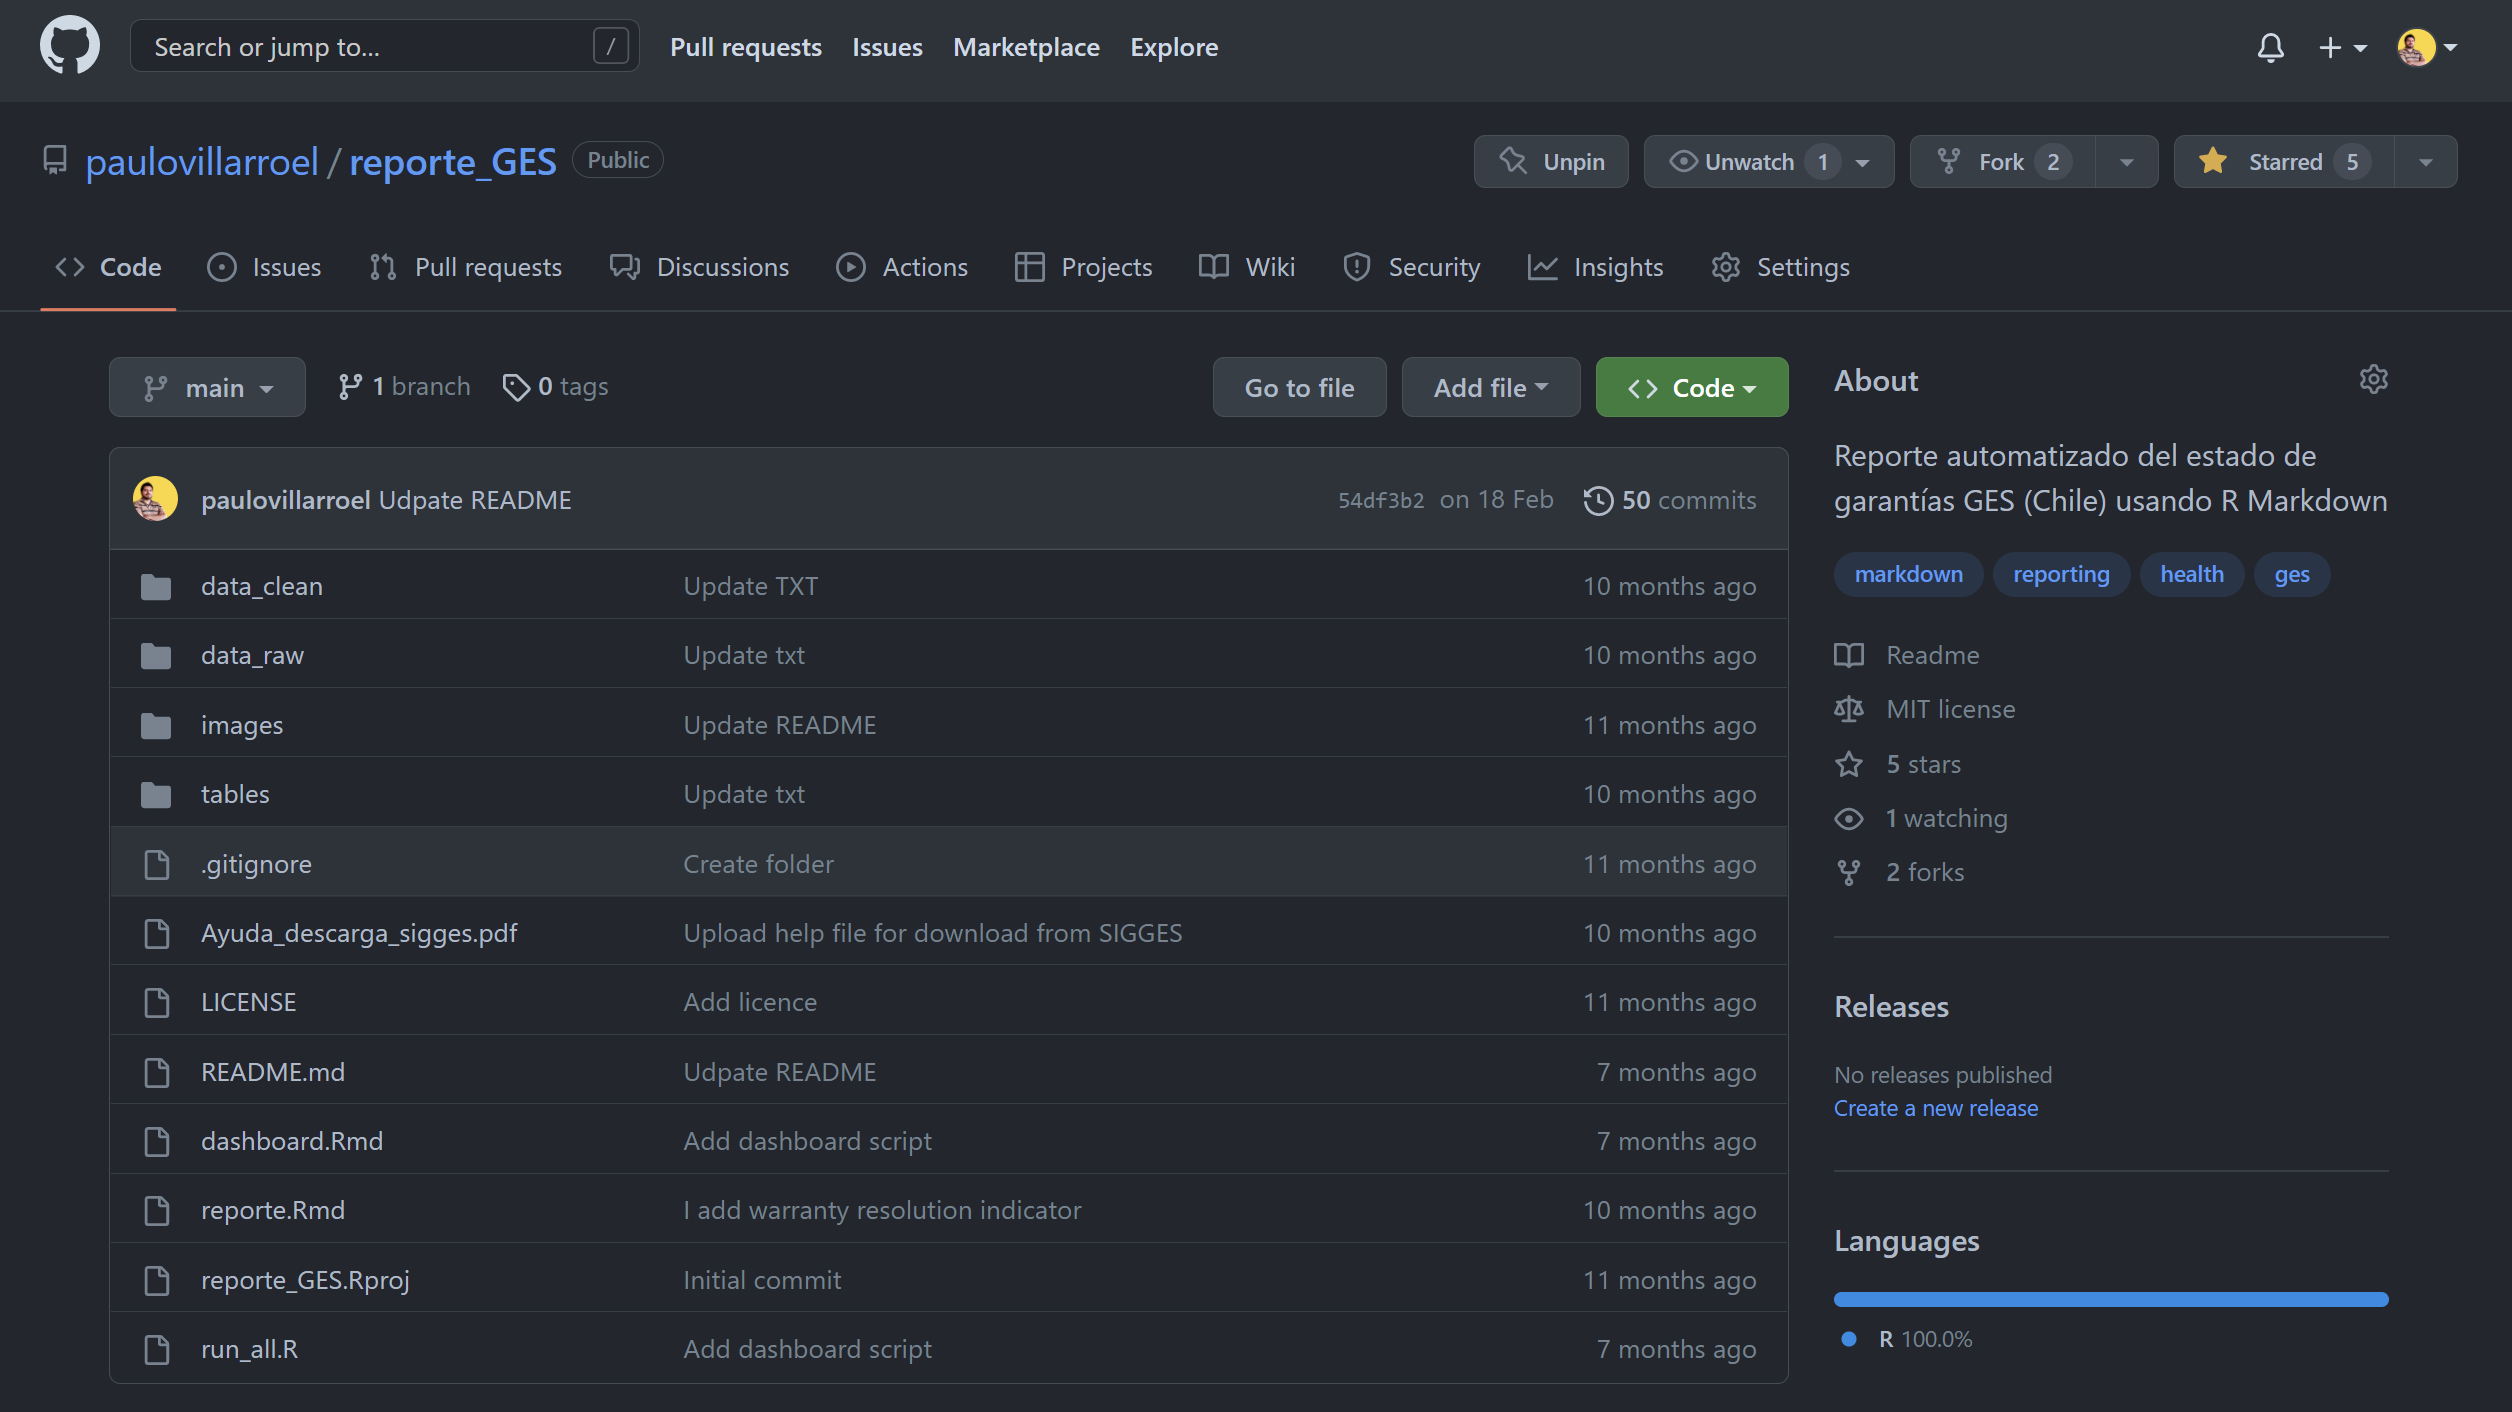 Search or jump to...
/
Pull requests
Issues
Marketplace
Explore
paulovillarroel / reporte_GES
Public
Unpin
Unwatch 1
Fork 2
Starred 5
Code
Issues
Pull requests
Discussions
Actions
Projects
Wiki
Security
Insights
Settings
main
1 branch
0 tags
Go to file
Add file
Code
paulovillarroel Udpate README
54df3b2 on 18 Feb
50 commits
data_clean Update TXT 10 months ago
data_raw Update txt 10 months ago
images Update README 11 months ago
tables Update txt 10 months ago
.gitignore Create folder 11 months ago
Ayuda_descarga_sigges.pdf Upload help file for download from SIGGES 10 months ago
LICENSE Add licence 11 months ago
README.md Udpate README 7 months ago
dashboard.Rmd Add dashboard script 7 months ago
reporte.Rmd I add warranty resolution indicator 10 months ago
reporte_GES.Rproj Initial commit 11 months ago
run_all.R Add dashboard script 7 months ago
About
Reporte automatizado del estado de
garantías GES (Chile) usando R Markdown
markdown reporting health ges
Readme
MIT license
5 stars
1 watching
2 forks
Releases
No releases published
Create a new release
Languages
R 100.0%